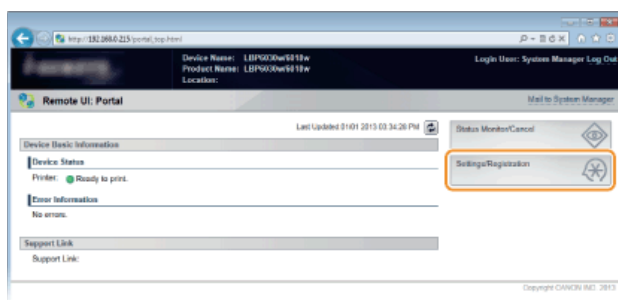 http://192.168.0.215/portal_top.html
Device Name: LBP6030w/6018w
Product Name: LBP6030w/6018w
Location:
Login User: System Manager Log Out
Remote UI: Portal
Mail to System Manager
Last Updated 01/01 2013 03:34:28 PM
Device Basic Information
Device Status
Printer: Ready to print.
Error Information
No errors.
Support Link
Support Link:
Status Monitor/Cancel
Settings/Registration
Copyright CANON INC. 2013